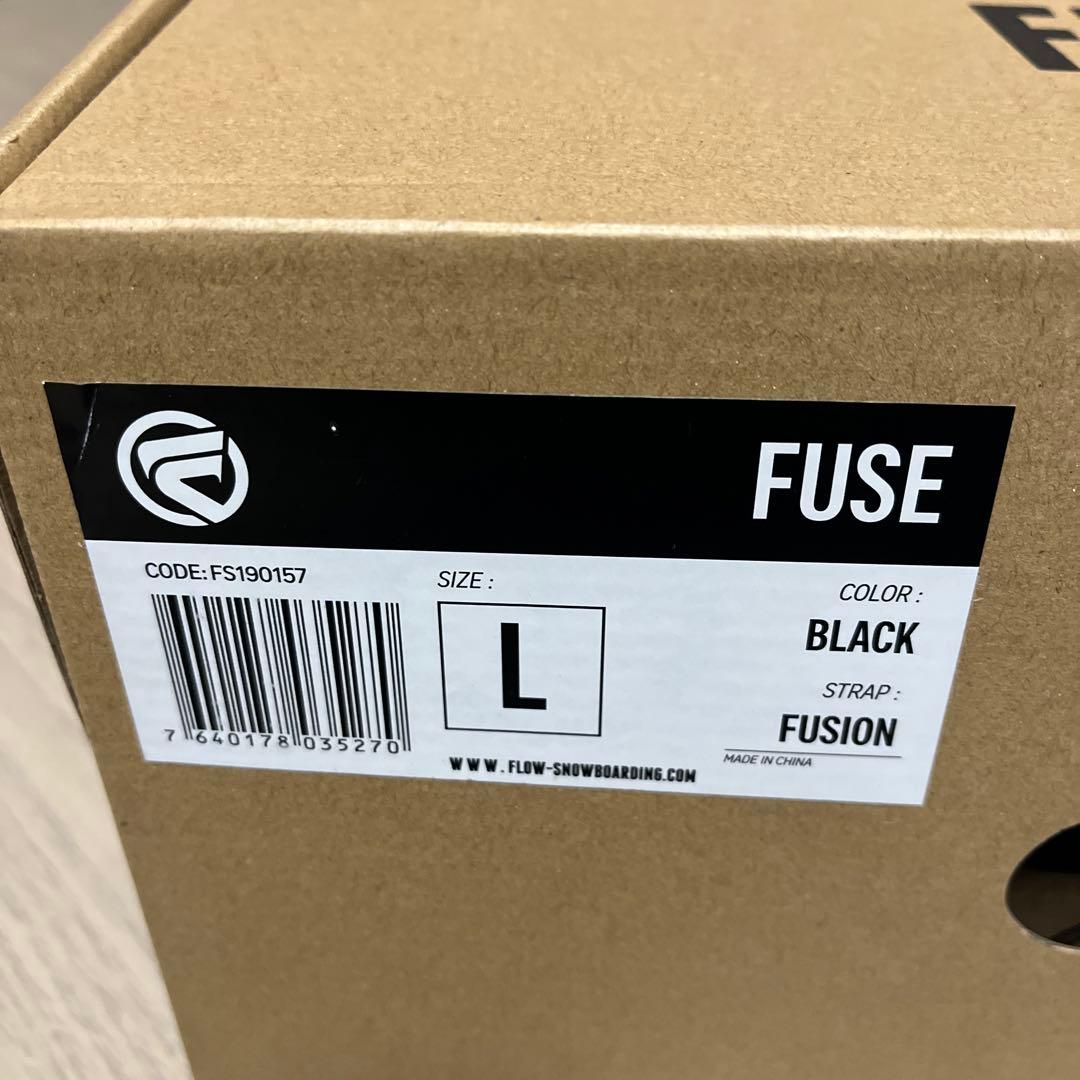 FUSE
CODE: FS190157
SIZE :
L
COLOR :
BLACK
STRAP :
FUSION
MADE IN CHINA
7 640178 035270
WWW.FLOW-SNOWBOARDING.COM